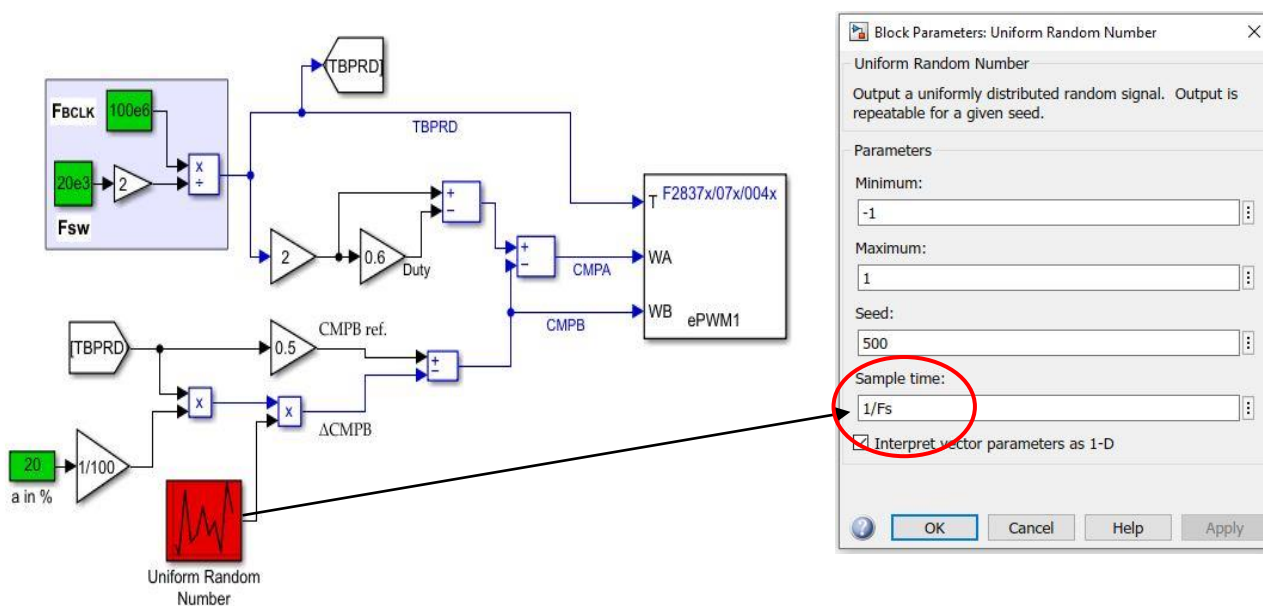 [TBPRD]
FBCLK
100e6
x
÷
20e3
2
Fsw
TBPRD
2
0.6
Duty
+
−
+
−
CMPA
T
F2837x/07x/004x
WA
WB
ePWM1
[TBPRD]
0.5
CMPB ref.
+
−
CMPB
x
x
ΔCMPB
20
a in %
1/100
Uniform Random
Number
Block Parameters: Uniform Random Number
Uniform Random Number
Output a uniformly distributed random signal. Output is
repeatable for a given seed.
Parameters
Minimum:
-1
Maximum:
1
Seed:
500
Sample time:
1/Fs
Interpret vector parameters as 1-D
?
OK
Cancel
Help
Apply